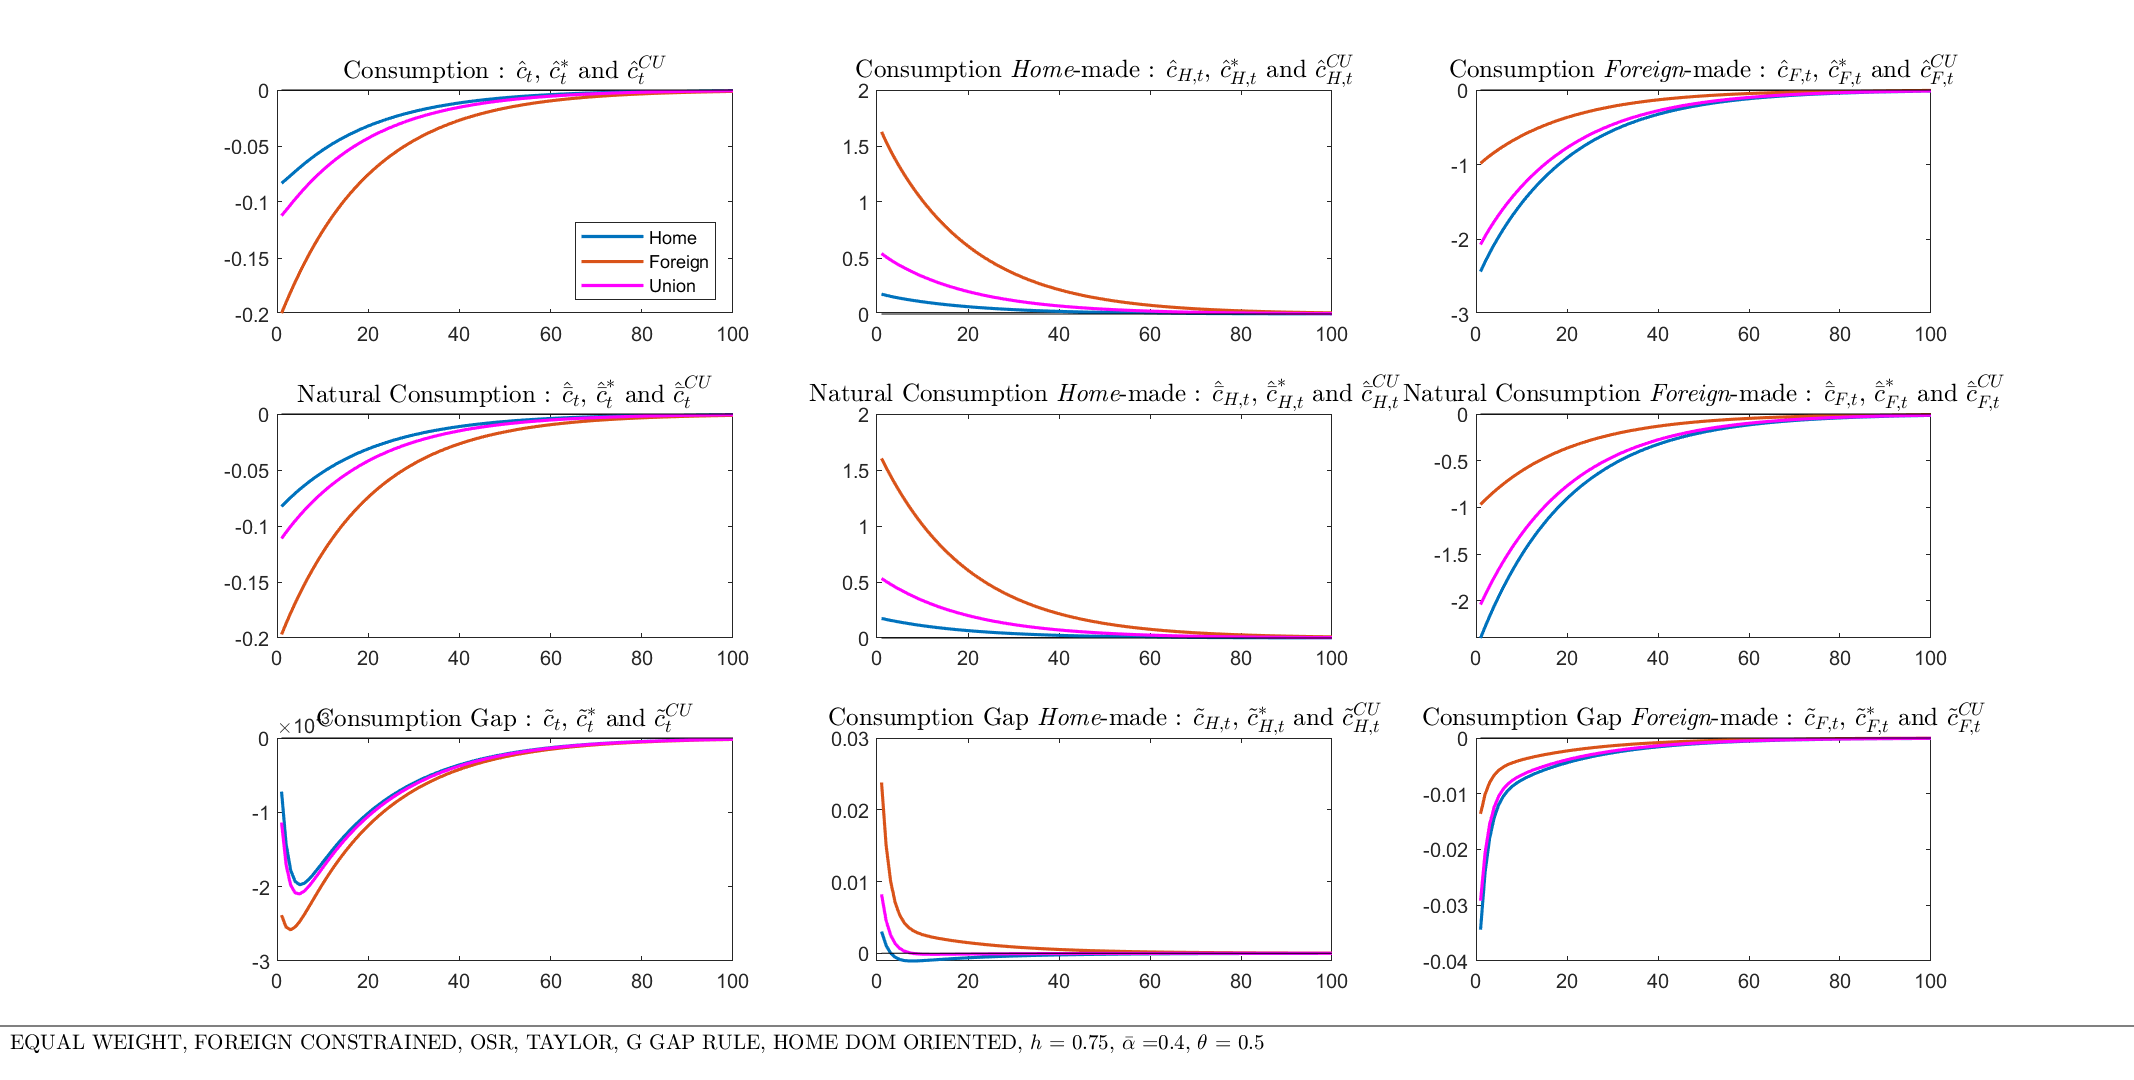 Consumption : ĉ_t, ĉ*_t and ĉ^CU_t
0
-0.05
-0.1
-0.15
-0.2
0 20 40 60 80 100
Home
Foreign
Union
Consumption Home-made : ĉ_H,t, ĉ*_H,t and ĉ^CU_H,t
2
1.5
1
0.5
0
0 20 40 60 80 100
Consumption Foreign-made : ĉ_F,t, ĉ*_F,t and ĉ^CU_F,t
0
-1
-2
-3
0 20 40 60 80 100
Natural Consumption : c̄̂_t, c̄̂*_t and c̄̂^CU_t
0
-0.05
-0.1
-0.15
-0.2
0 20 40 60 80 100
Natural Consumption Home-made : c̄̂_H,t, c̄̂*_H,t and c̄̂^CU_H,t
2
1.5
1
0.5
0
0 20 40 60 80 100
Natural Consumption Foreign-made : c̄̂_F,t, c̄̂*_F,t and c̄̂^CU_F,t
0
-0.5
-1
-1.5
-2
0 20 40 60 80 100
Consumption Gap : c̃_t, c̃*_t and c̃^CU_t
×10^-3
0
-1
-2
-3
0 20 40 60 80 100
Consumption Gap Home-made : c̃_H,t, c̃*_H,t and c̃^CU_H,t
0.03
0.02
0.01
0
0 20 40 60 80 100
Consumption Gap Foreign-made : c̃_F,t, c̃*_F,t and c̃^CU_F,t
0
-0.01
-0.02
-0.03
-0.04
0 20 40 60 80 100
EQUAL WEIGHT, FOREIGN CONSTRAINED, OSR, TAYLOR, G GAP RULE, HOME DOM ORIENTED, h = 0.75, ᾱ =0.4, θ = 0.5